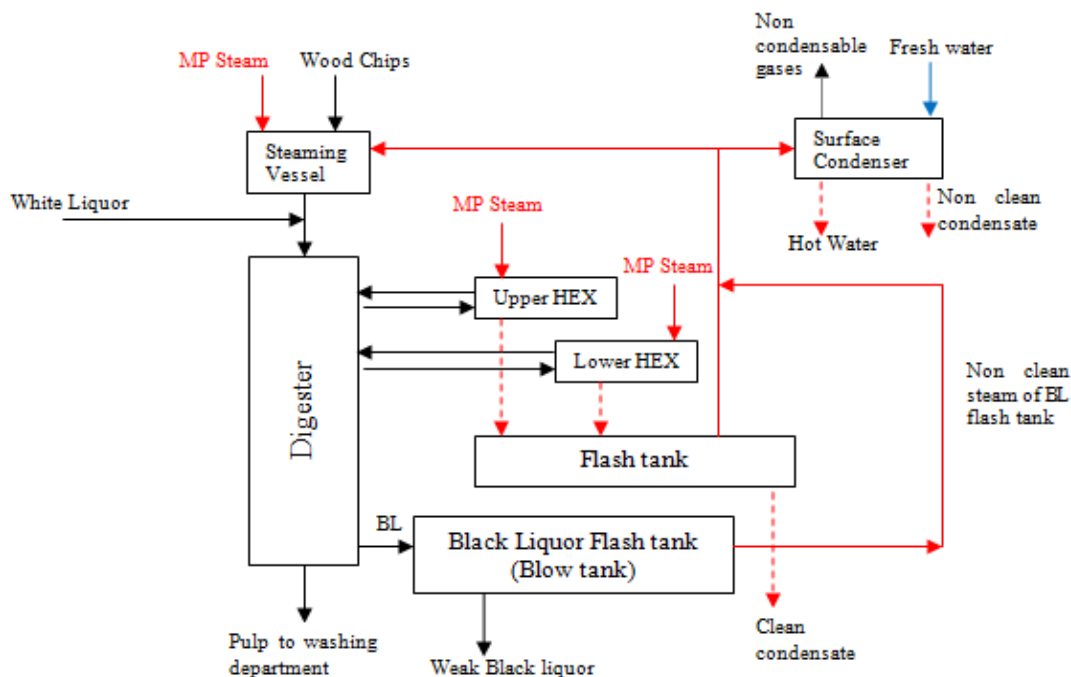 Non
condensable
gases
Fresh water
MP Steam
Wood Chips
Steaming
Vessel
Surface
Condenser
White Liquor
Non clean
condensate
MP Steam
Hot Water
MP Steam
Upper HEX
Lower HEX
Non clean
steam of BL
flash tank
Digester
Flash tank
BL
Black Liquor Flash tank
(Blow tank)
Pulp to washing
department
Weak Black liquor
Clean
condensate